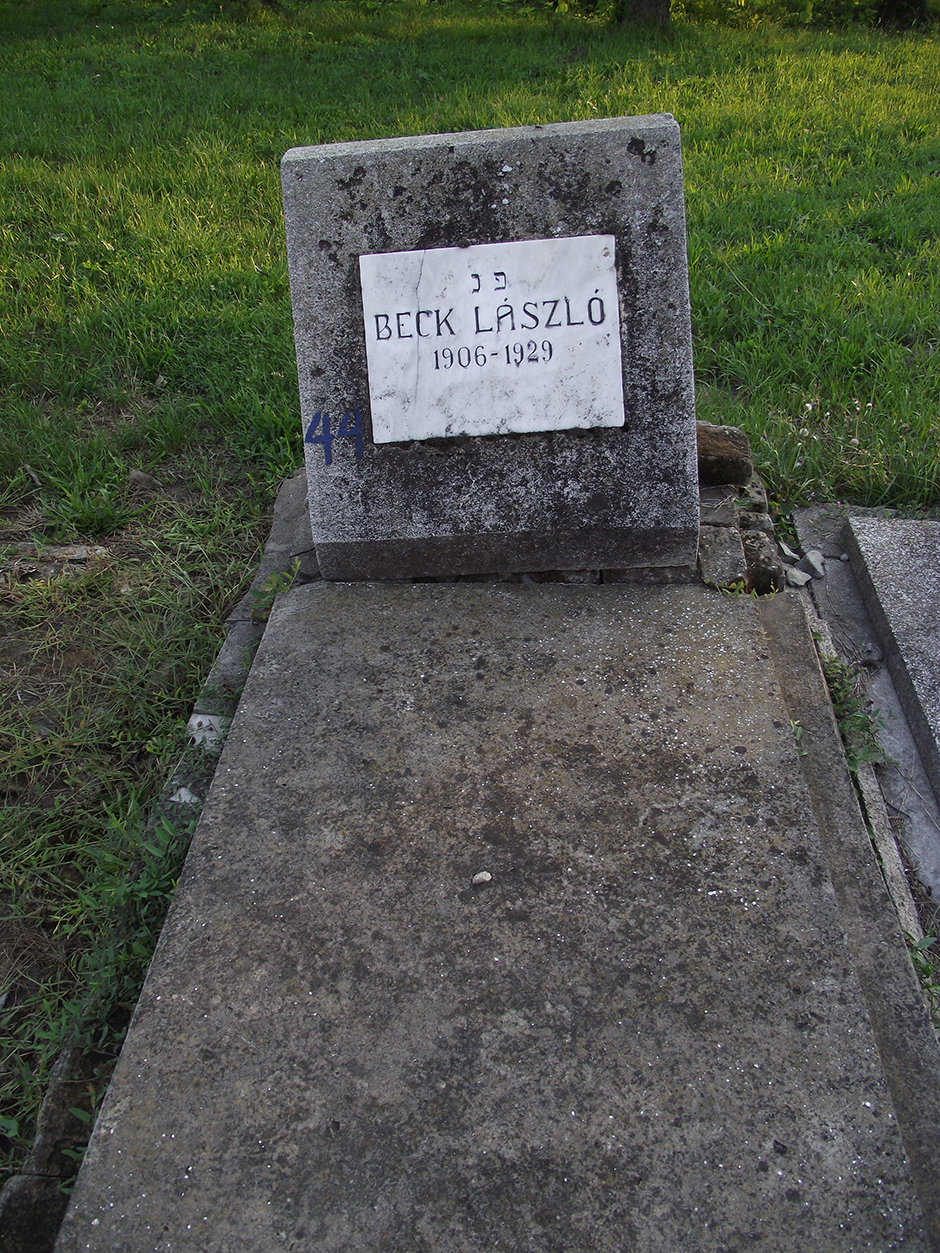 פ נ
BECK LÁSZLÓ
1906-1929
44